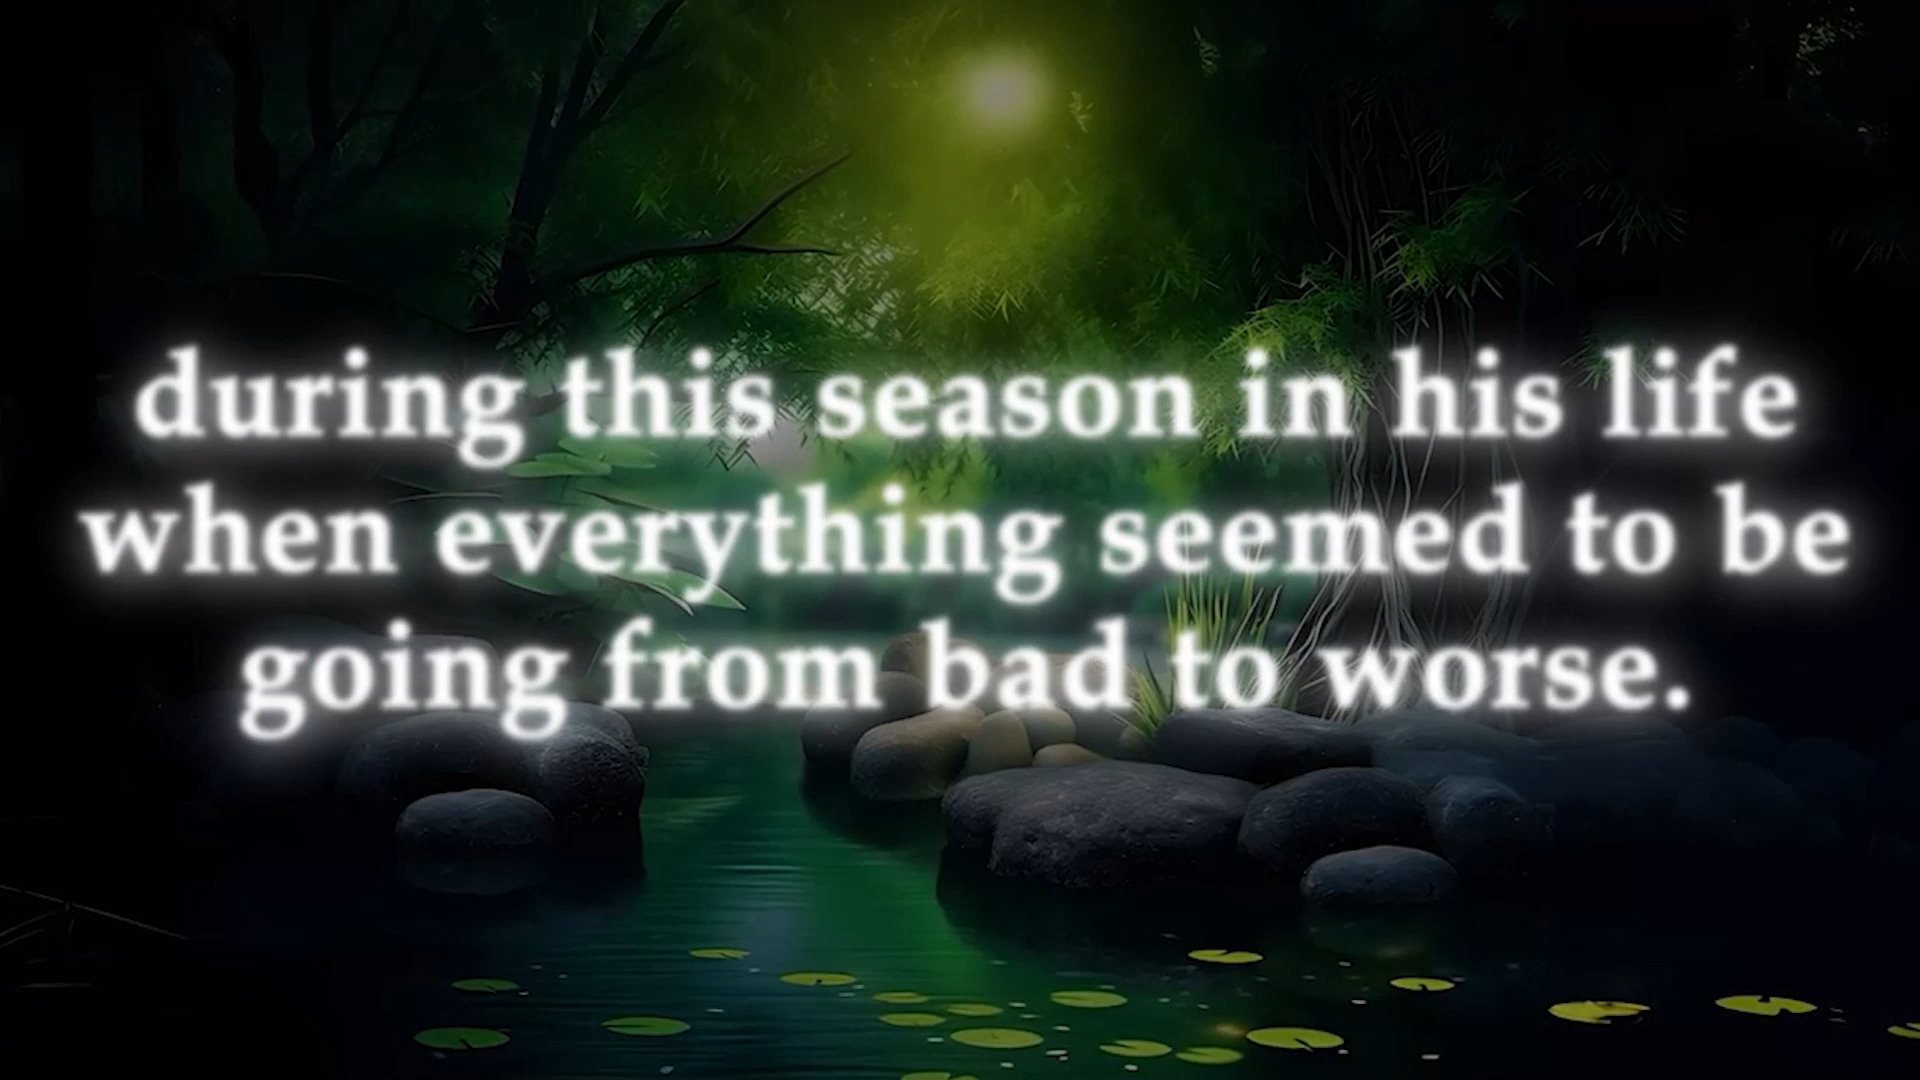 during this season in his life
when everything seemed to be
going from bad to worse.